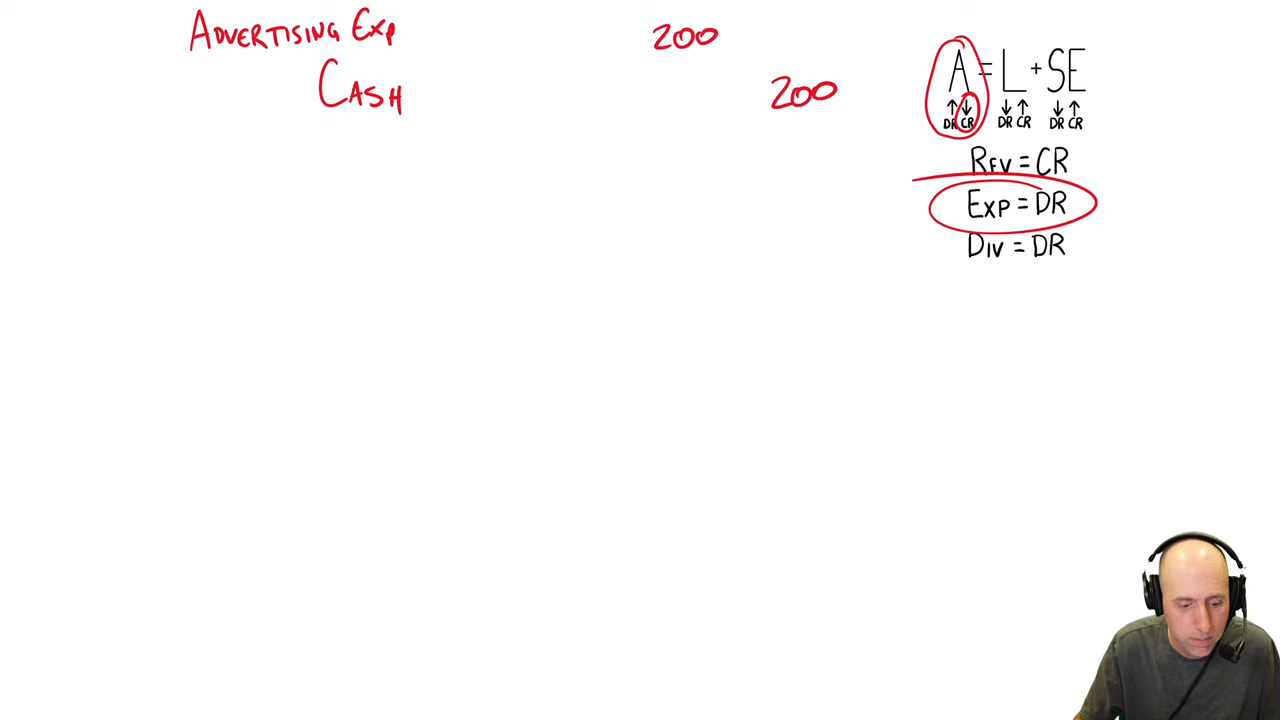 ADVERTISING EXP 200
CASH 200
A = L + SE
↑ ↓ ↓ ↑ ↓ ↑
DR CR DR CR DR CR
REV = CR
EXP = DR
DIV = DR